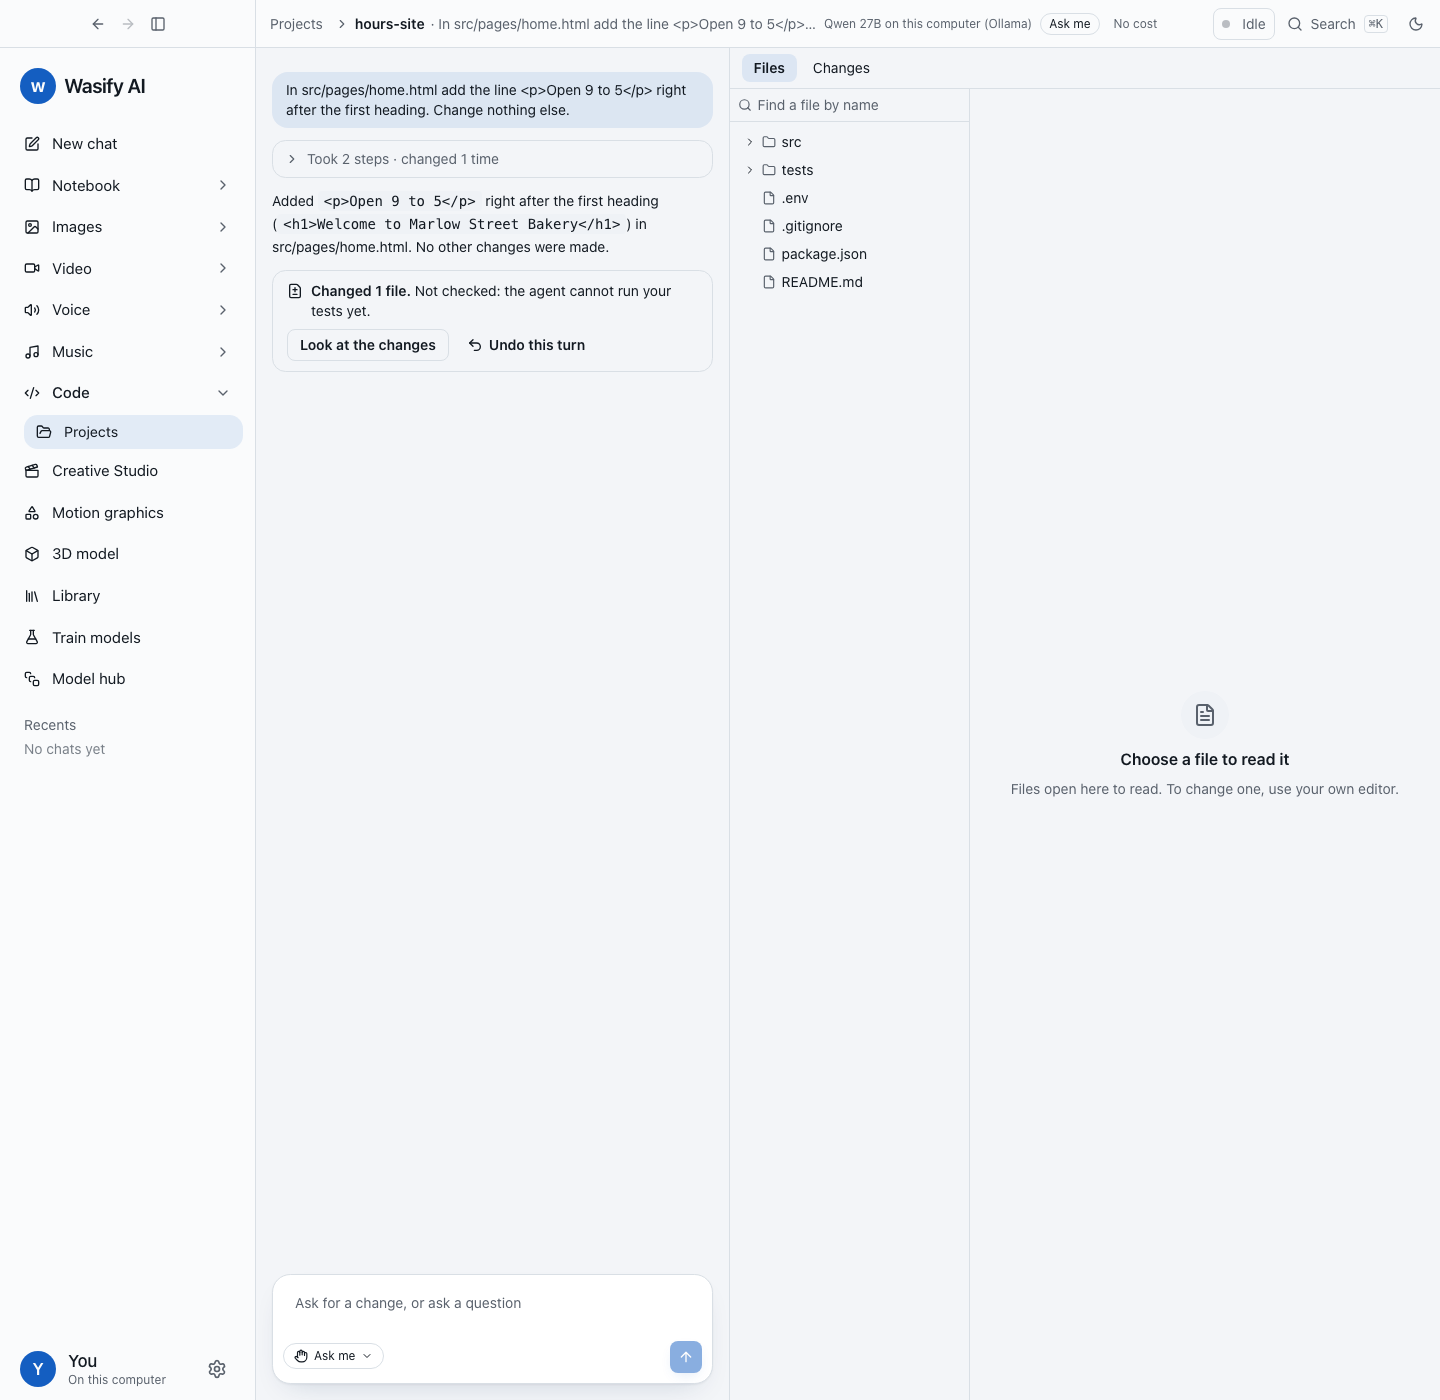 Projects
hours-site · In src/pages/home.html add the line <p>Open 9 to 5</p>...
Qwen 27B on this computer (Ollama)
Ask me
No cost
Idle
Search
⌘K
W
Wasify AI
New chat
Notebook
Images
Video
Voice
Music
Code
Projects
Creative Studio
Motion graphics
3D model
Library
Train models
Model hub
Recents
No chats yet
Y
You
On this computer
In src/pages/home.html add the line <p>Open 9 to 5</p> right
after the first heading. Change nothing else.
Took 2 steps · changed 1 time
Added <p>Open 9 to 5</p> right after the first heading
(<h1>Welcome to Marlow Street Bakery</h1>) in
src/pages/home.html. No other changes were made.
Changed 1 file. Not checked: the agent cannot run your
tests yet.
Look at the changes
Undo this turn
Ask for a change, or ask a question
Ask me
Files
Changes
Find a file by name
src
tests
.env
.gitignore
package.json
README.md
Choose a file to read it
Files open here to read. To change one, use your own editor.